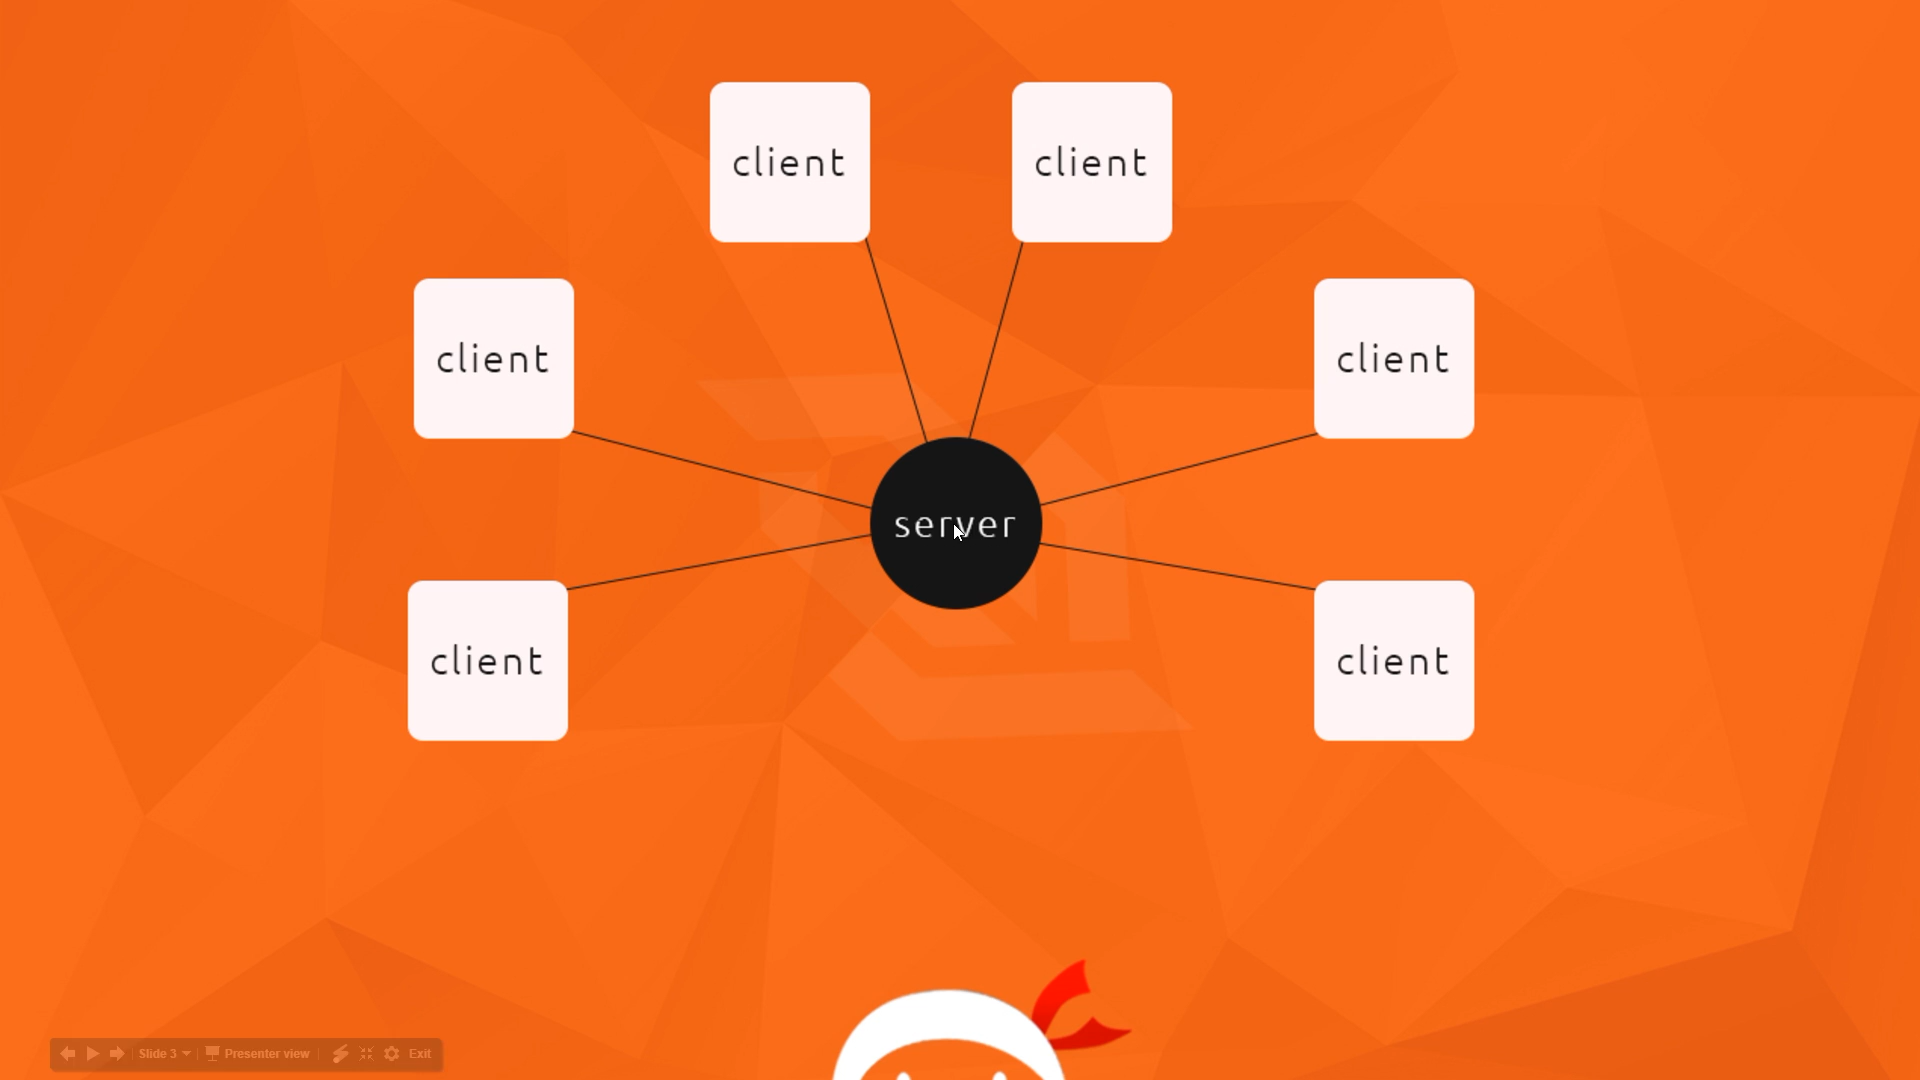 client
client
client
client
server
client
client
Slide 3
Presenter view
Exit